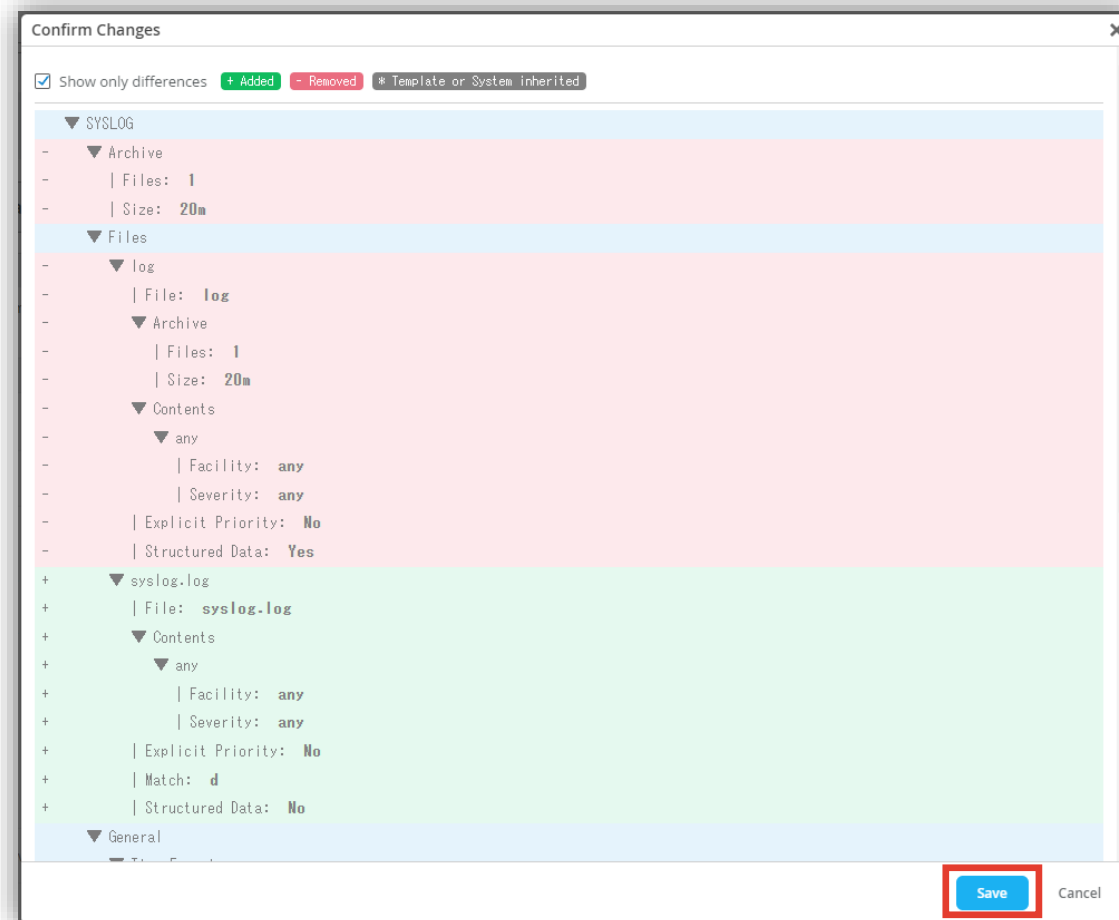 Confirm Changes
Show only differences + Added - Removed * Template or System inherited
▼ SYSLOG
- ▼ Archive
- | Files: 1
- | Size: 20m
▼ Files
- ▼ log
- | File: log
- ▼ Archive
- | Files: 1
- | Size: 20m
- ▼ Contents
- ▼ any
- | Facility: any
- | Severity: any
- | Explicit Priority: No
- | Structured Data: Yes
+ ▼ syslog.log
+ | File: syslog.log
+ ▼ Contents
+ ▼ any
+ | Facility: any
+ | Severity: any
+ | Explicit Priority: No
+ | Match: d
+ | Structured Data: No
▼ General
Save Cancel